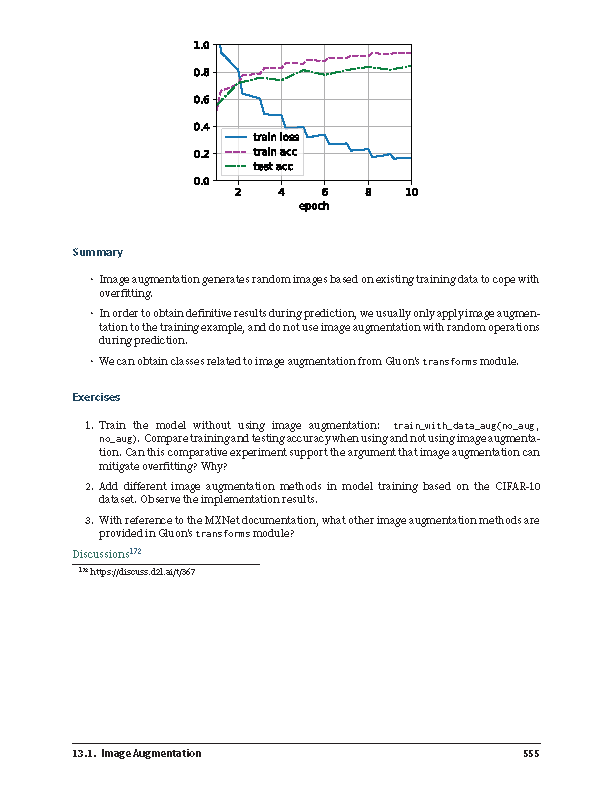 1.0
0.8
0.6
0.4
0.2
0.0
train loss
train acc
test acc
2 4 6 8 10
epoch
Summary
• Image augmentation generates random images based on existing training data to cope with
overfitting.
• In order to obtain definitive results during prediction, we usually only apply image augmen-
tation to the training example, and do not use image augmentation with random operations
during prediction.
• We can obtain classes related to image augmentation from Gluon's transforms module.
Exercises
1. Train the model without using image augmentation: train_with_data_aug(no_aug,
no_aug). Compare training and testing accuracy when using and not using image augmenta-
tion. Can this comparative experiment support the argument that image augmentation can
mitigate overfitting? Why?
2. Add different image augmentation methods in model training based on the CIFAR-10
dataset. Observe the implementation results.
3. With reference to the MXNet documentation, what other image augmentation methods are
provided in Gluon's transforms module?
Discussions172
172 https://discuss.d2l.ai/t/367
13.1. Image Augmentation 555